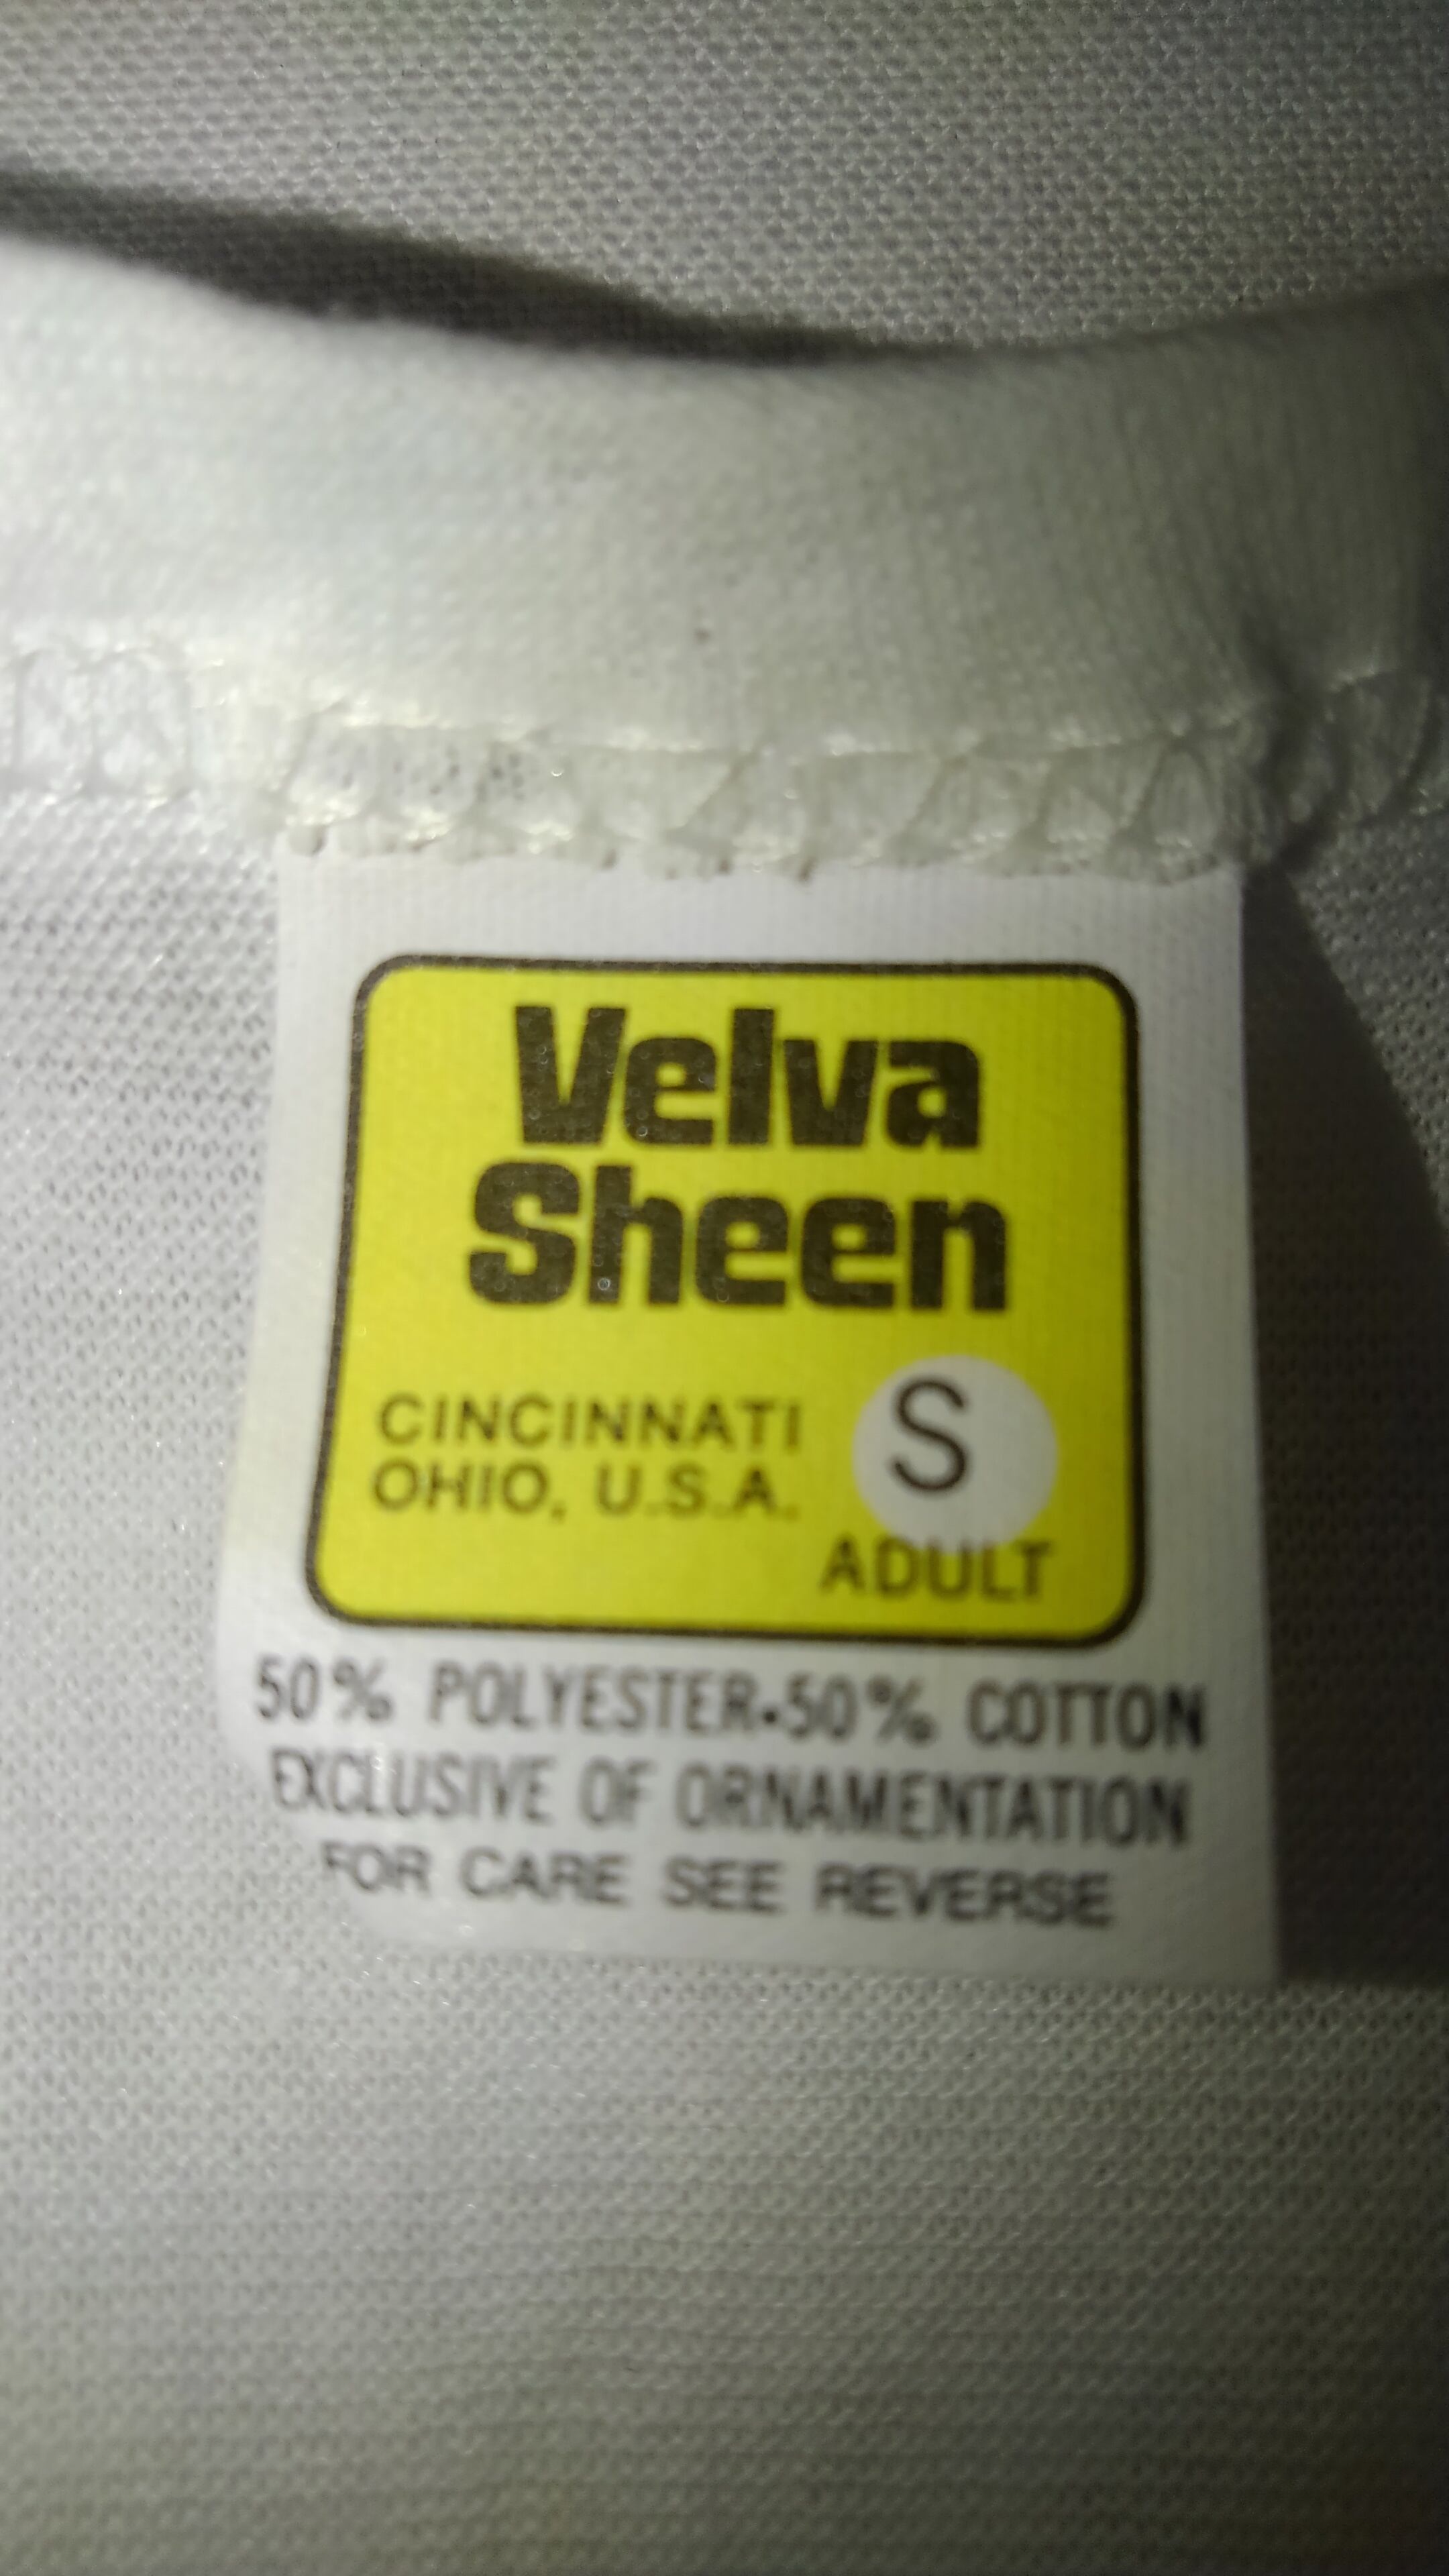 Velva
Sheen
CINCINNATI
OHIO, U.S.A.
S
ADULT
50% POLYESTER•50% COTTON
EXCLUSIVE OF ORNAMENTATION
FOR CARE SEE REVERSE